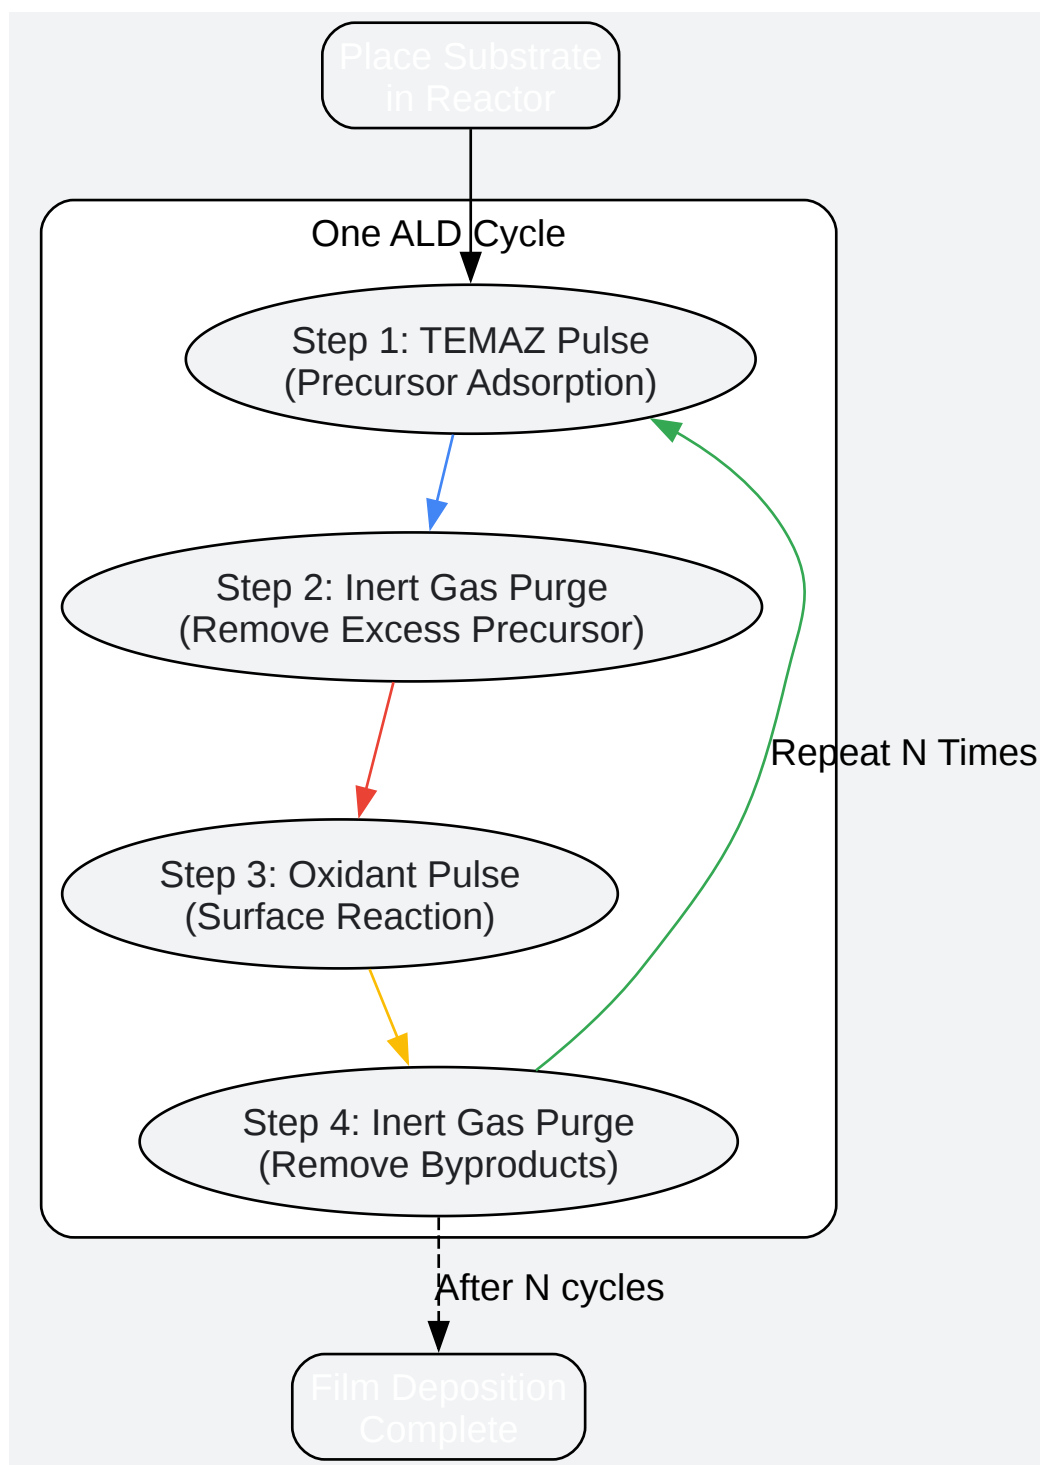 Place Substrate
in Reactor
One ALD Cycle
Step 1: TEMAZ Pulse
(Precursor Adsorption)
Step 2: Inert Gas Purge
(Remove Excess Precursor)
Repeat N Times
Step 3: Oxidant Pulse
(Surface Reaction)
Step 4: Inert Gas Purge
(Remove Byproducts)
After N cycles
Film Deposition
Complete